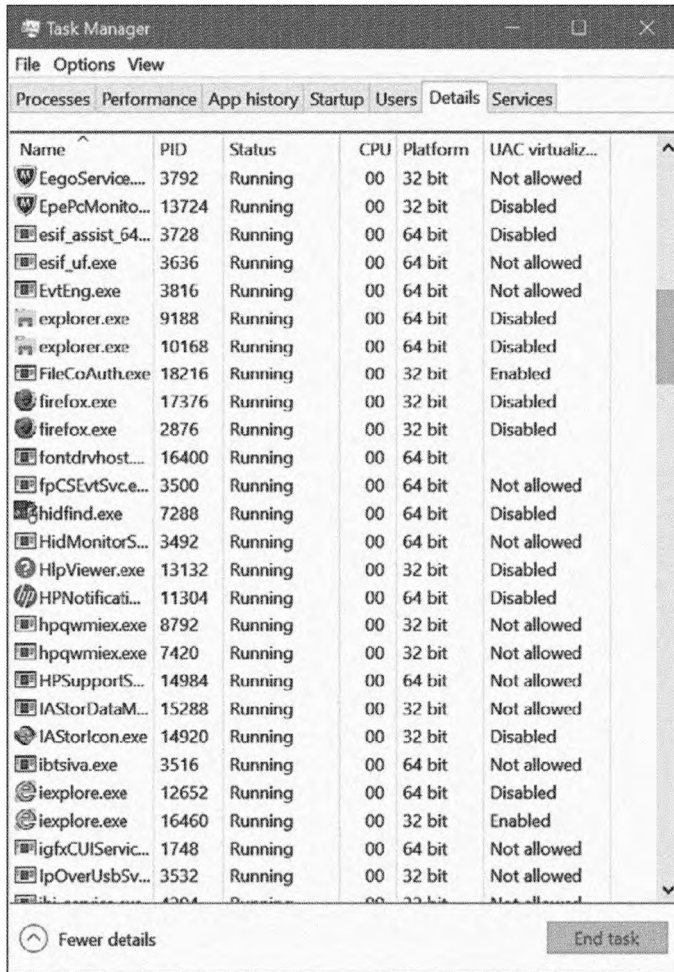 Task Manager
File Options View
Processes Performance App history Startup Users Details Services
Name PID Status CPU Platform UAC virtualiz...
EegoService.... 3792 Running 00 32 bit Not allowed
EpePcMonito... 13724 Running 00 32 bit Disabled
esif_assist_64... 3728 Running 00 64 bit Disabled
esif_uf.exe 3636 Running 00 64 bit Not allowed
EvtEng.exe 3816 Running 00 64 bit Not allowed
explorer.exe 9188 Running 00 64 bit Disabled
explorer.exe 10168 Running 00 64 bit Disabled
FileCoAuth.exe 18216 Running 00 32 bit Enabled
firefox.exe 17376 Running 00 32 bit Disabled
firefox.exe 2876 Running 00 32 bit Disabled
fontdrvhost.... 16400 Running 00 64 bit
fpCSEvtSvc.e... 3500 Running 00 64 bit Not allowed
hidfind.exe 7288 Running 00 64 bit Disabled
HidMonitorS... 3492 Running 00 64 bit Not allowed
HlpViewer.exe 13132 Running 00 32 bit Disabled
HPNotificati... 11304 Running 00 64 bit Disabled
hpqwmiex.exe 8792 Running 00 32 bit Not allowed
hpqwmiex.exe 7420 Running 00 32 bit Not allowed
HPSupportS... 14984 Running 00 64 bit Not allowed
IAStorDataM... 15288 Running 00 32 bit Not allowed
IAStorIcon.exe 14920 Running 00 32 bit Disabled
ibtsiva.exe 3516 Running 00 64 bit Not allowed
iexplore.exe 12652 Running 00 64 bit Disabled
iexplore.exe 16460 Running 00 32 bit Enabled
igfxCUIServic... 1748 Running 00 64 bit Not allowed
IpOverUsbSv... 3532 Running 00 32 bit Not allowed
Fewer details End task